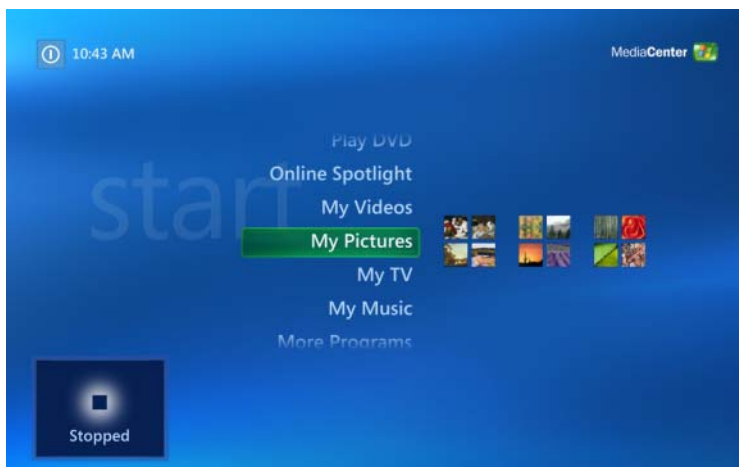 10:43 AM
MediaCenter
start
Play DVD
Online Spotlight
My Videos
My Pictures
My TV
My Music
More Programs
Stopped